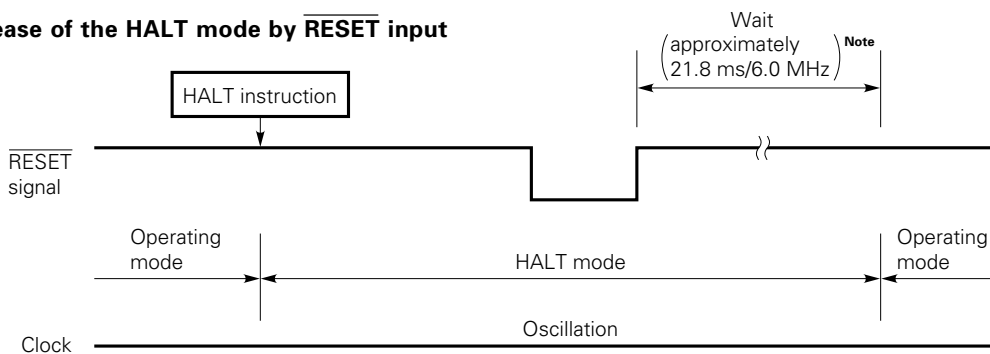 ease of the HALT mode by RESET input
Wait
(approximately
21.8 ms/6.0 MHz) Note
HALT instruction
RESET
signal
Operating
mode
HALT mode
Operating
mode
Oscillation
Clock